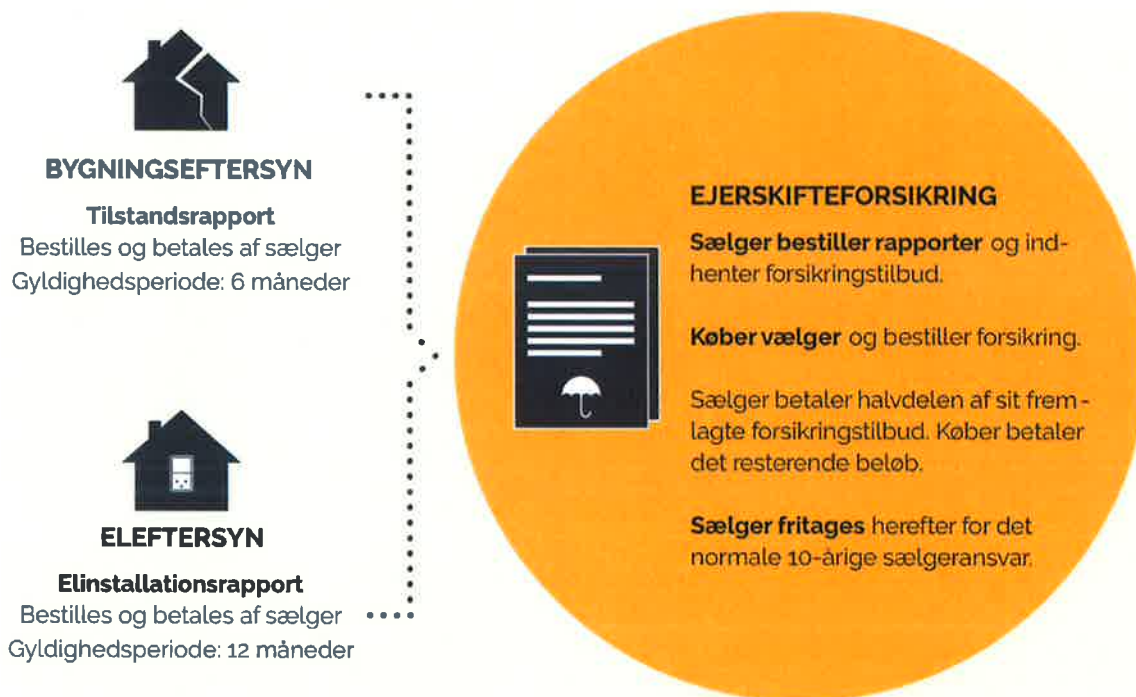 BYGNINGSEFTERSYN
Tilstandsrapport
Bestilles og betales af sælger
Gyldighedsperiode: 6 måneder
ELEFTERSYN
Elinstallationsrapport
Bestilles og betales af sælger
Gyldighedsperiode: 12 måneder
EJERSKIFTEFORSIKRING
Sælger bestiller rapporter og ind-
henter forsikringstilbud.
Køber vælger og bestiller forsikring.
Sælger betaler halvdelen af sit frem-
lagte forsikringstilbud. Køber betaler
det resterende beløb.
Sælger fritages herefter for det
normale 10-årige sælgeransvar.